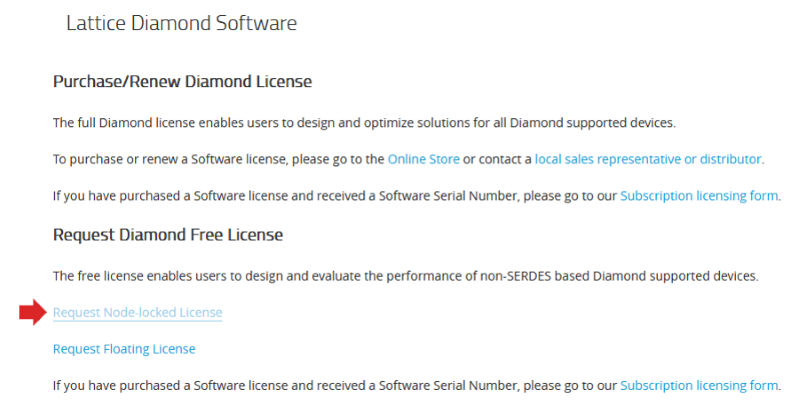 Lattice Diamond Software
Purchase/Renew Diamond License
The full Diamond license enables users to design and optimize solutions for all Diamond supported devices.
To purchase or renew a Software license, please go to the Online Store or contact a local sales representative or distributor.
If you have purchased a Software license and received a Software Serial Number, please go to our Subscription licensing form.
Request Diamond Free License
The free license enables users to design and evaluate the performance of non-SERDES based Diamond supported devices.
Request Node-locked License
Request Floating License
If you have purchased a Software license and received a Software Serial Number, please go to our Subscription licensing form.